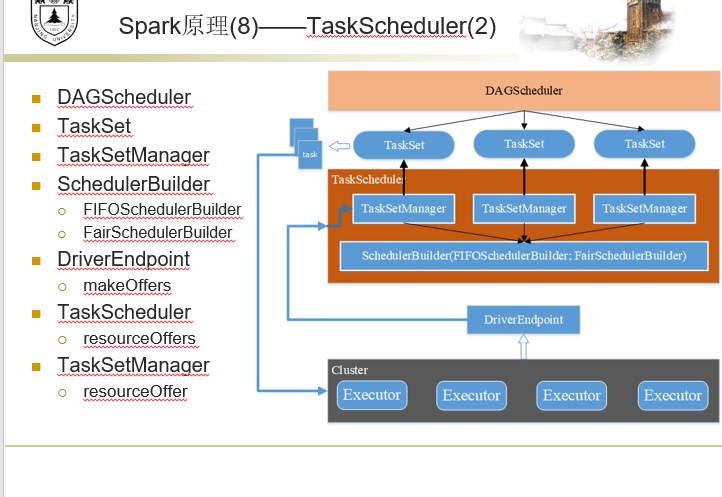 Spark原理(8)——TaskScheduler(2)
DAGScheduler
TaskSet
TaskSetManager
SchedulerBuilder
FIFOSchedulerBuilder
FairSchedulerBuilder
DriverEndpoint
makeOffers
TaskScheduler
resourceOffers
TaskSetManager
resourceOffer
DAGScheduler
task
TaskSet
TaskSet
TaskSet
TaskScheduler
TaskSetManager
TaskSetManager
TaskSetManager
SchedulerBuilder(FIFOSchedulerBuilder; FairSchedulerBuilder)
DriverEndpoint
Cluster
Executor
Executor
Executor
Executor